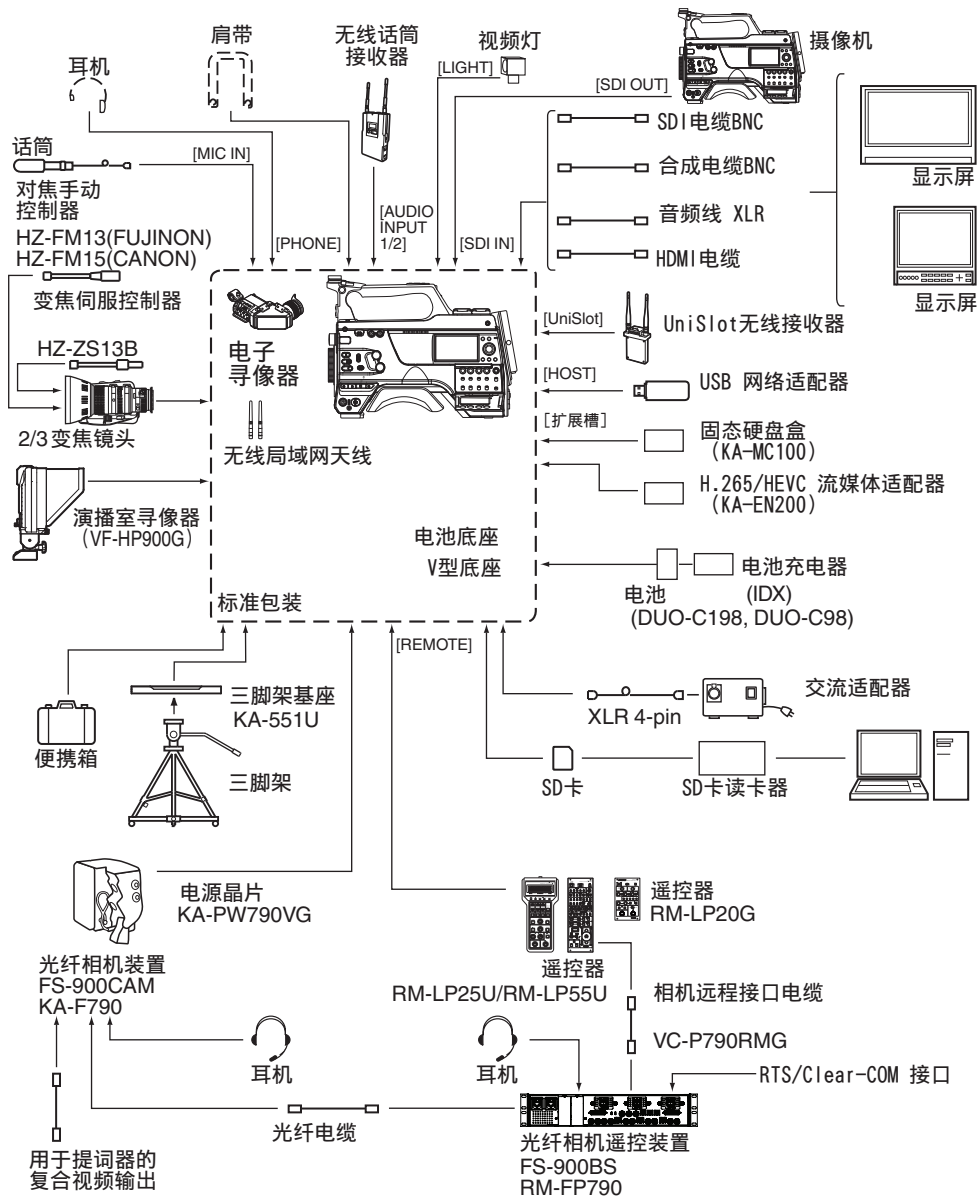 肩带
无线话筒
接收器
视频灯
摄像机
耳机
[LIGHT]
[SDI OUT]
SDI电缆BNC
话筒
[MIC IN]
合成电缆BNC
显示屏
对焦手动
控制器
HZ-FM13(FUJINON)
HZ-FM15(CANON)
[PHONE]
[AUDIO
INPUT
1/2]
[SDI IN]
音频线 XLR
HDMI电缆
变焦伺服控制器
显示屏
[UniSlot]
UniSlot无线接收器
HZ-ZS13B
电子
寻像器
[HOST]
USB 网络适配器
2/3变焦镜头
无线局域网天线
[扩展槽]
固态硬盘盒
(KA-MC100)
H.265/HEVC 流媒体适配器
(KA-EN200)
演播室寻像器
(VF-HP900G)
电池底座
V型底座
电池充电器
(IDX)
电池
(DUO-C198, DUO-C98)
标准包装
[REMOTE]
三脚架基座
KA-551U
交流适配器
XLR 4-pin
便携箱
三脚架
SD卡
SD卡读卡器
电源晶片
KA-PW790VG
遥控器
RM-LP20G
光纤相机装置
FS-900CAM
KA-F790
遥控器
RM-LP25U/RM-LP55U
相机远程接口电缆
VC-P790RMG
耳机
耳机
RTS/Clear-COM 接口
光纤电缆
光纤相机遥控装置
FS-900BS
RM-FP790
用于提词器的
复合视频输出